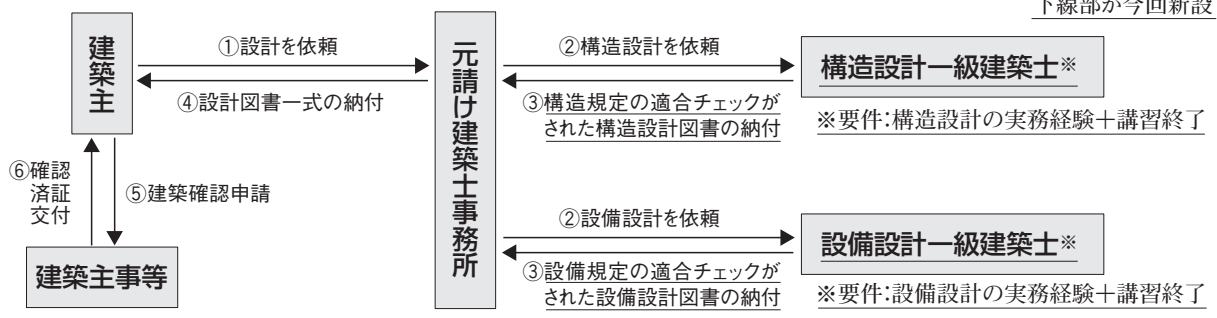 下線部が今回新設
建築主
①設計を依頼
④設計図書一式の納付
元請け建築士事務所
②構造設計を依頼
③構造規定の適合チェックが
された構造設計図書の納付
構造設計一級建築士※
※要件:構造設計の実務経験＋講習終了
⑥確認
済証
交付
⑤建築確認申請
建築主事等
②設備設計を依頼
③設備規定の適合チェックが
された設備設計図書の納付
設備設計一級建築士※
※要件:設備設計の実務経験＋講習終了